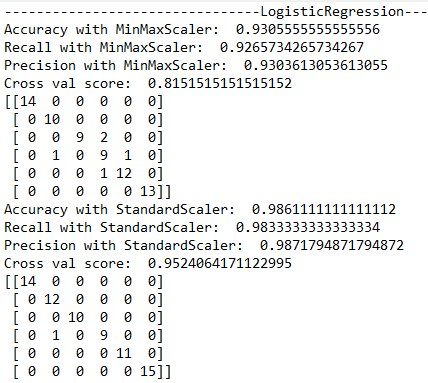 --------------------------------LogisticRegression---
Accuracy with MinMaxScaler:  0.9305555555555556
Recall with MinMaxScaler:  0.9265734265734267
Precision with MinMaxScaler:  0.9303613053613055
Cross val score:  0.8151515151515152
[[14  0  0  0  0  0]
 [ 0 10  0  0  0  0]
 [ 0  0  9  2  0  0]
 [ 0  1  0  9  1  0]
 [ 0  0  0  1 12  0]
 [ 0  0  0  0  0 13]]
Accuracy with StandardScaler:  0.9861111111111112
Recall with StandardScaler:  0.9833333333333334
Precision with StandardScaler:  0.9871794871794872
Cross val score:  0.9524064171122995
[[14  0  0  0  0  0]
 [ 0 12  0  0  0  0]
 [ 0  0 10  0  0  0]
 [ 0  1  0  9  0  0]
 [ 0  0  0  0 11  0]
 [ 0  0  0  0  0 15]]